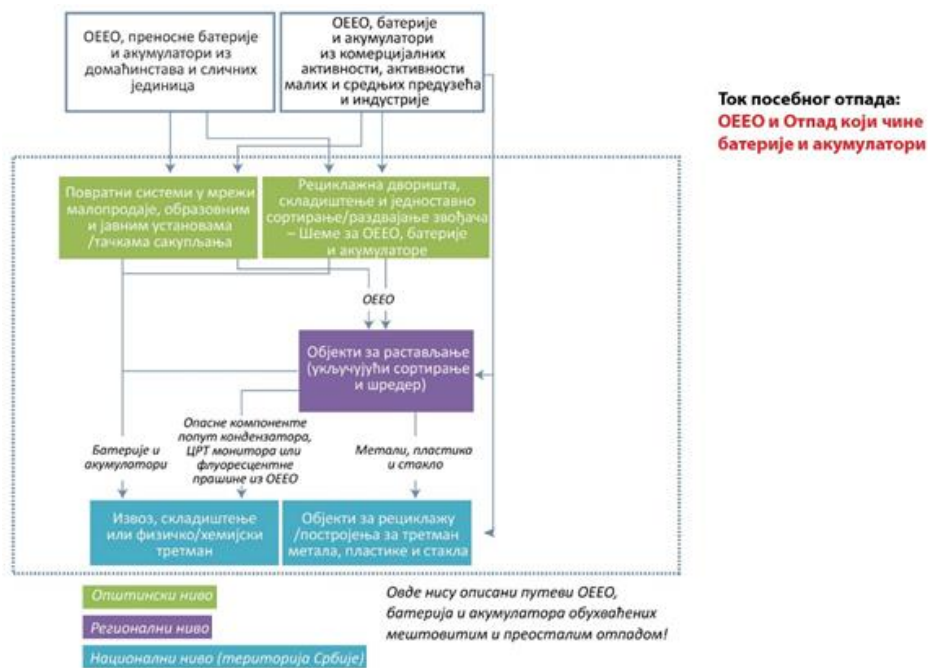 ОЕЕО, преносне батерије
и акумулатори из
домаћинстава и сличних
јединица
ОЕЕО, батерије
и акумулатори
из комерцијалних
активности, активности
малих и средњих предузећа
и индустрије
Ток посебног отпада:
ОЕЕО и Отпад који чине
батерије и акумулатори
Повратни системи у мрежи
малопродаје, образовним
и јавним установама
/тачкама сакупљања
Рециклажна дворишта,
складиштење и једноставно
сортирање/раздвајање звођача
– Шеме за ОЕЕО, батерије
и акумулаторе
ОЕЕО
Објекти за растављање
(укључујући сортирање
и шредер)
Батерије и
акумулатори
Опасне компоненте
попут кондензатора,
ЦРТ монитора или
флуоресцентне
прашине из ОЕЕО
Метали, пластика
и стакло
Извоз, складиштење
или физичко/хемијски
третман
Објекти за рециклажу
/постројења за третман
метала, пластике и стакла
Општински ниво
Регионални ниво
Национални ниво (територија Србије)
Овде нису описани путеви ОЕЕО,
батерија и акумулатора обухваћених
мештовитим и преосталим отпадом!